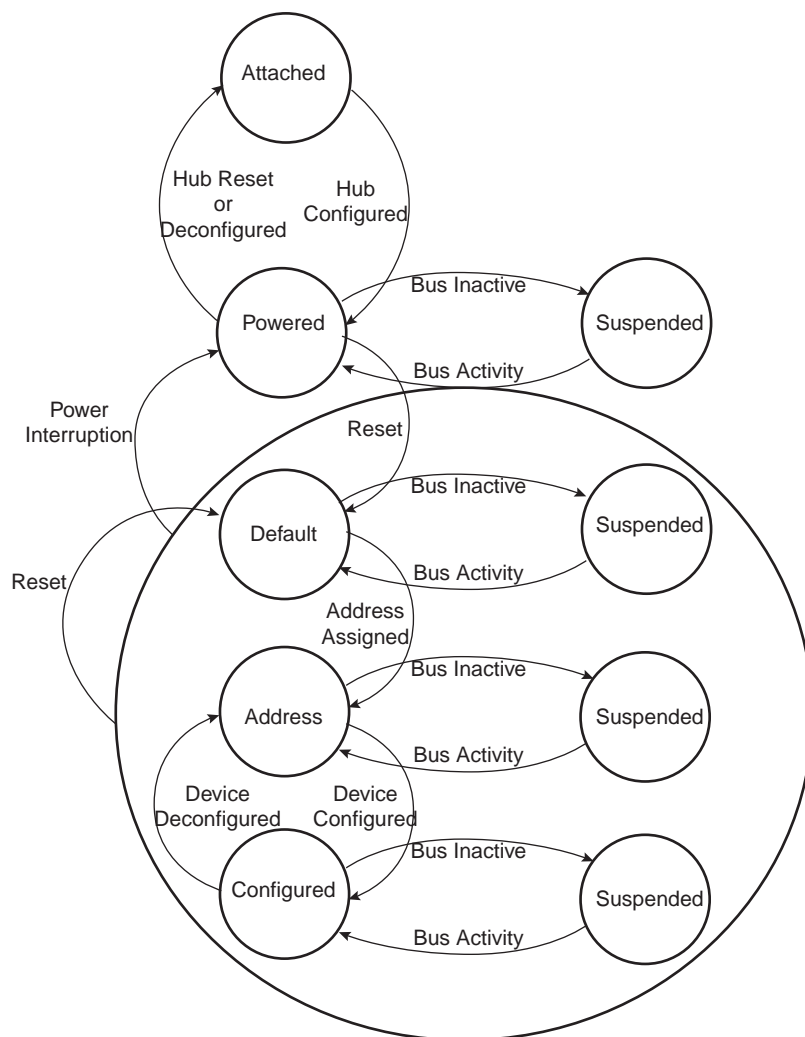 Attached
Hub Reset
or
Deconfigured
Hub
Configured
Bus Inactive
Powered
Suspended
Bus Activity
Power
Interruption
Reset
Bus Inactive
Default
Suspended
Bus Activity
Reset
Address
Assigned
Bus Inactive
Address
Suspended
Bus Activity
Device
Deconfigured
Device
Configured
Bus Inactive
Configured
Suspended
Bus Activity